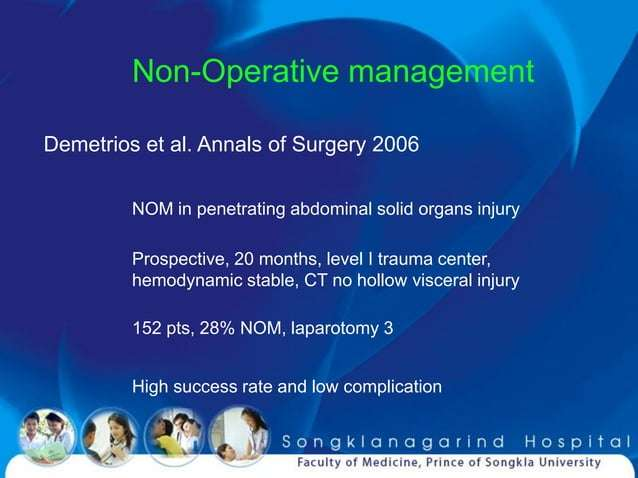 Non-Operative management
Demetrios et al. Annals of Surgery 2006
NOM in penetrating abdominal solid organs injury
Prospective, 20 months, level I trauma center,
hemodynamic stable, CT no hollow visceral injury
152 pts, 28% NOM, laparotomy 3
High success rate and low complication
Songklanagarind Hospital
Faculty of Medicine, Prince of Songkla University